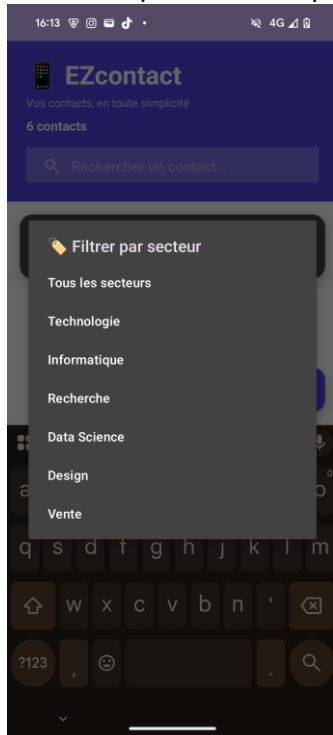 16:13
4G
EZcontact
Vos contacts, en toute simplicité
6 contacts
Rechercher un contact...
🏷️ Filtrer par secteur
Tous les secteurs
Technologie
Informatique
Recherche
Data Science
Design
Vente
a p
q s d f g h j k l m
w x c v b n '
?123 , .